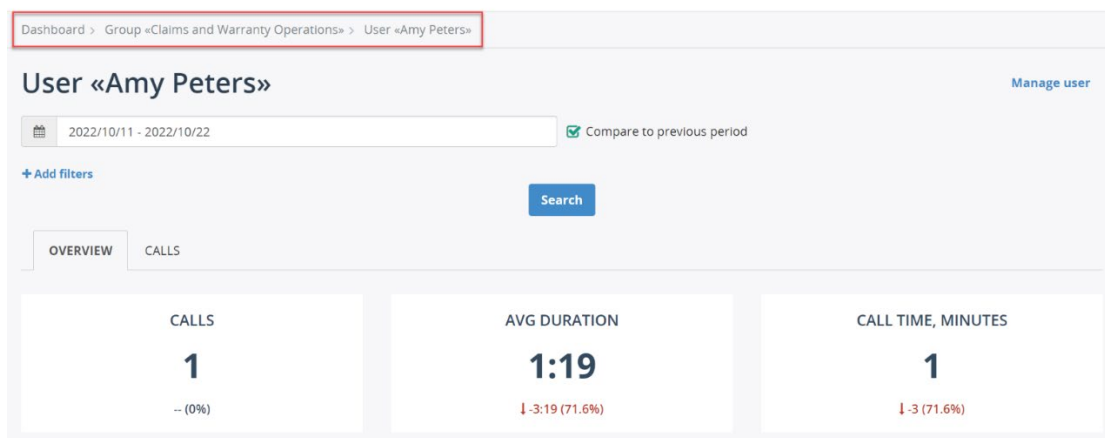 Dashboard > Group «Claims and Warranty Operations» > User «Amy Peters»
User «Amy Peters»
Manage user
2022/10/11 - 2022/10/22
Compare to previous period
+ Add filters
Search
OVERVIEW CALLS
CALLS AVG DURATION CALL TIME, MINUTES
1 1:19 1
-- (0%) ↓ -3:19 (71.6%) ↓ -3 (71.6%)